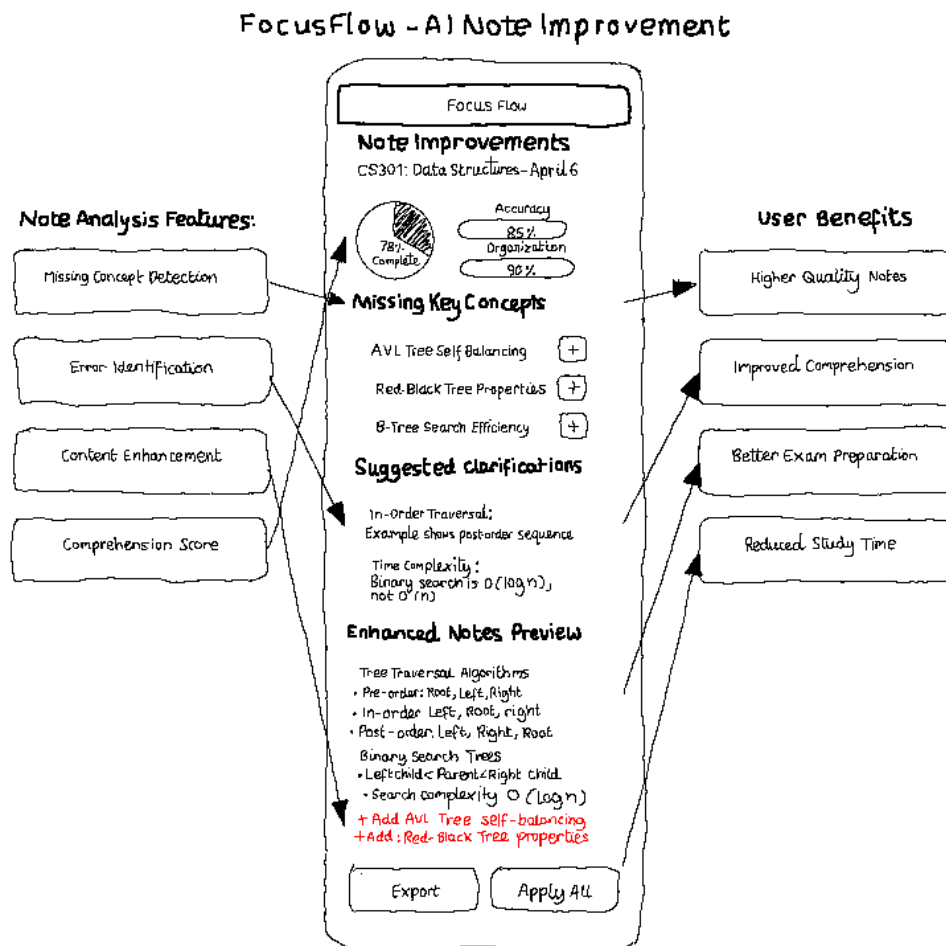 FocusFlow - AI Note Improvement
Focus Flow
Note Improvements
CS301: Data Structures - April 6
78% Complete
Accuracy
85%
Organization
90%
Note Analysis Features:
Missing Concept Detection
Error Identification
Content Enhancement
Comprehension Score
Missing Key Concepts
AVL Tree Self Balancing +
Red-Black Tree Properties +
B-Tree Search Efficiency +
Suggested Clarifications
In-Order Traversal:
Example shows post-order sequence
Time Complexity:
Binary search is O(log n),
not O(n)
Enhanced Notes Preview
Tree Traversal Algorithms
• Pre-order: Root, Left, Right
• In-order Left, Root, right
• Post-order. Left, Right, Root
Binary Search Trees
• Left child < Parent < Right child
• Search complexity O (log n)
+ Add AVL Tree self-balancing
+ Add: Red-Black Tree properties
Export
Apply All
User Benefits
Higher Quality Notes
Improved Comprehension
Better Exam Preparation
Reduced Study Time